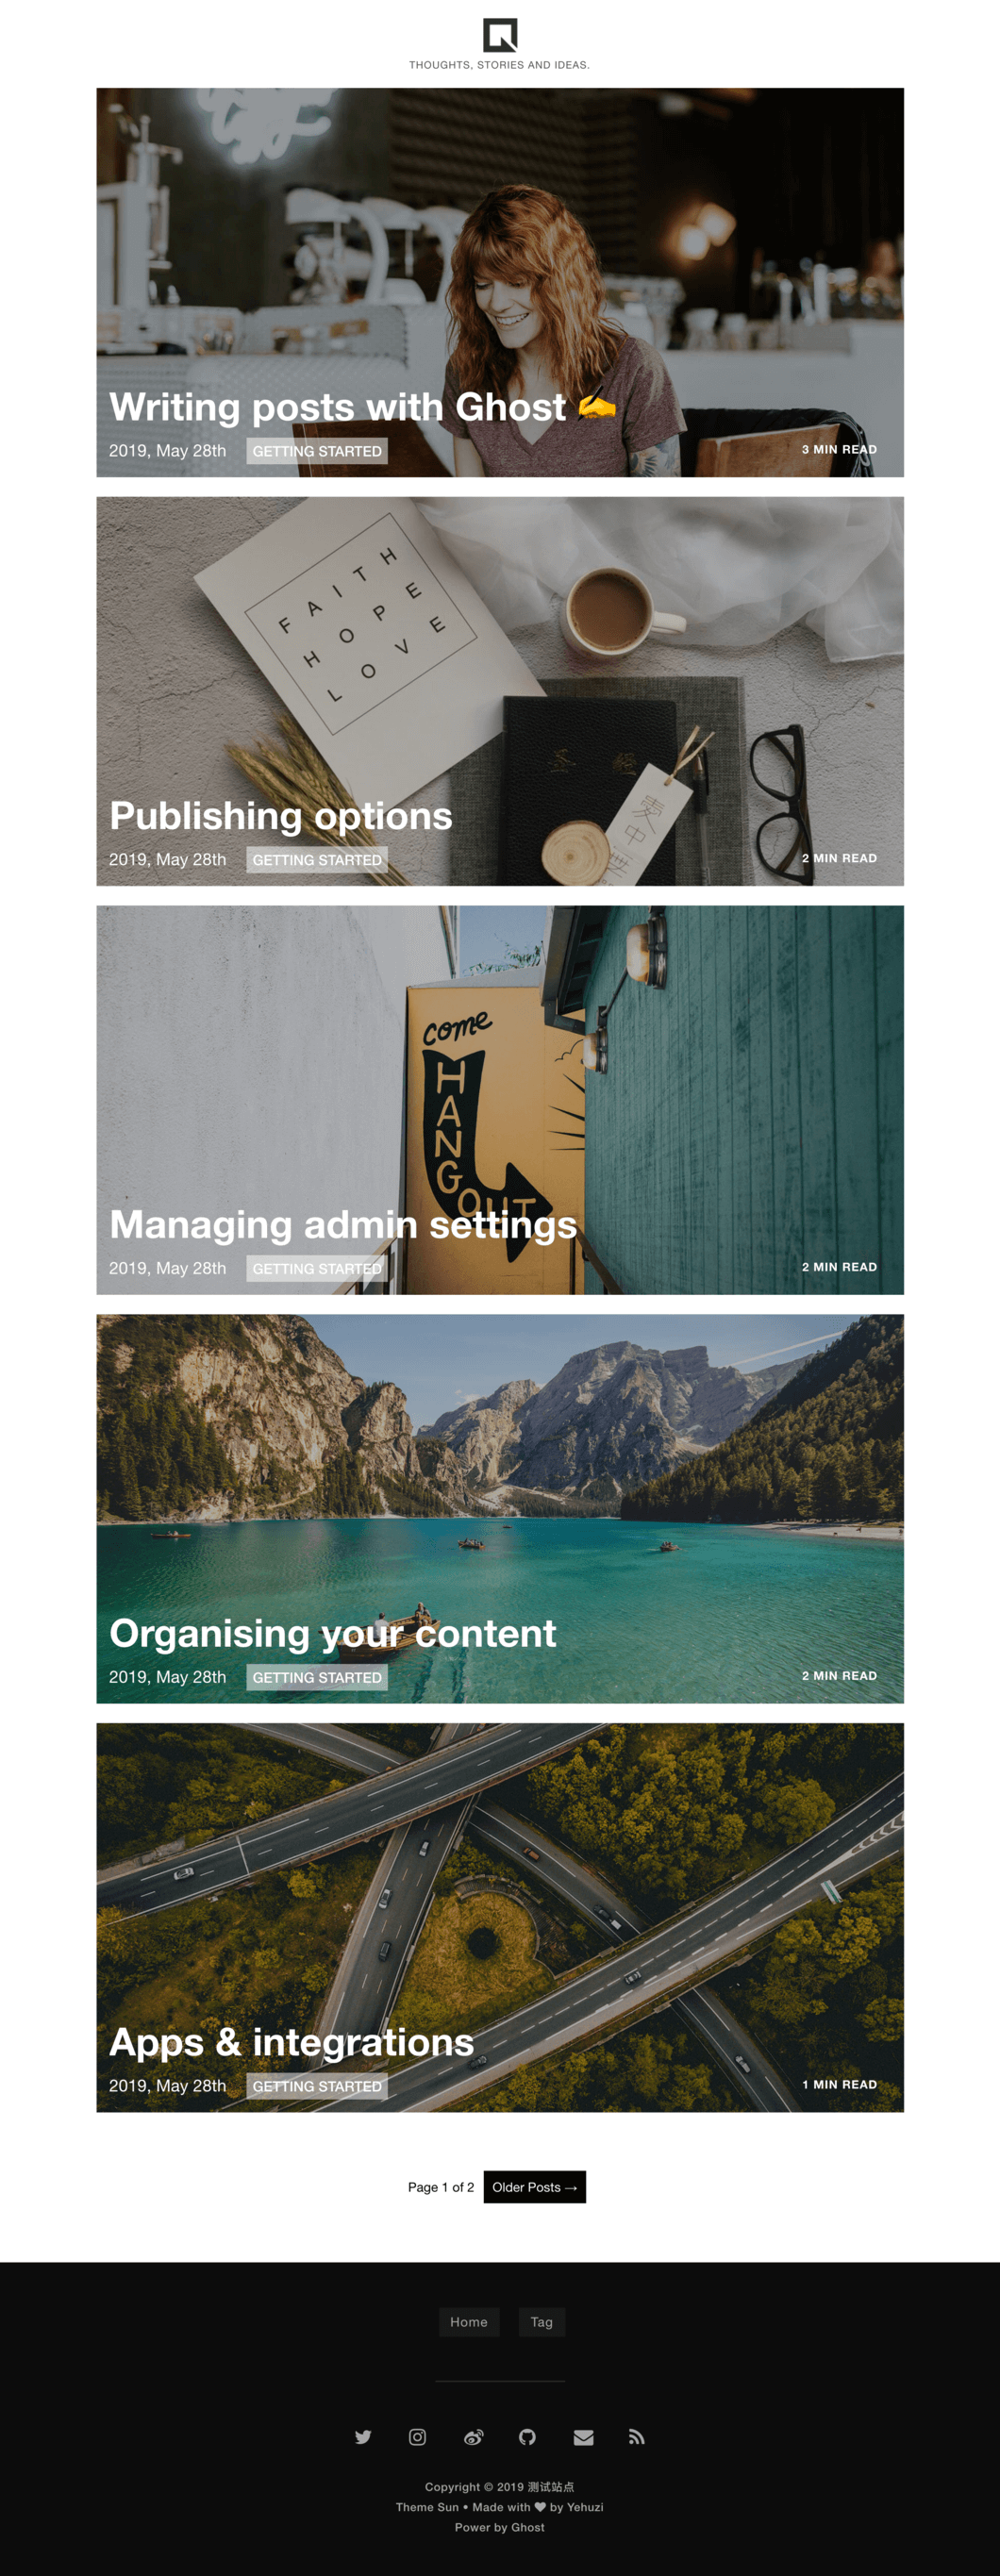 THOUGHTS, STORIES AND IDEAS.
Writing posts with Ghost ✍️
2019, May 28th GETTING STARTED 3 MIN READ
FAITH
HOPE
LOVE
Publishing options
2019, May 28th GETTING STARTED 2 MIN READ
come
HANGOUT
Managing admin settings
2019, May 28th GETTING STARTED 2 MIN READ
Organising your content
2019, May 28th GETTING STARTED 2 MIN READ
Apps & integrations
2019, May 28th GETTING STARTED 1 MIN READ
Page 1 of 2 Older Posts →
Home Tag
Copyright © 2019 测试站点
Theme Sun • Made with ♥ by Yehuzi
Power by Ghost